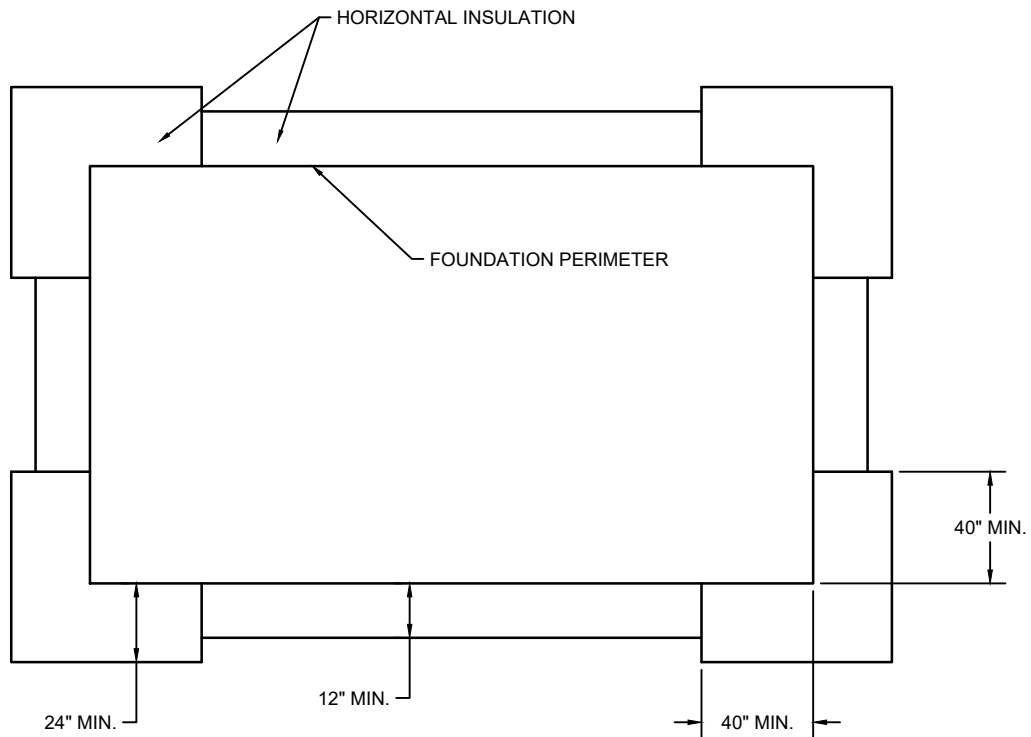 HORIZONTAL INSULATION
FOUNDATION PERIMETER
40" MIN.
24" MIN.
12" MIN.
40" MIN.